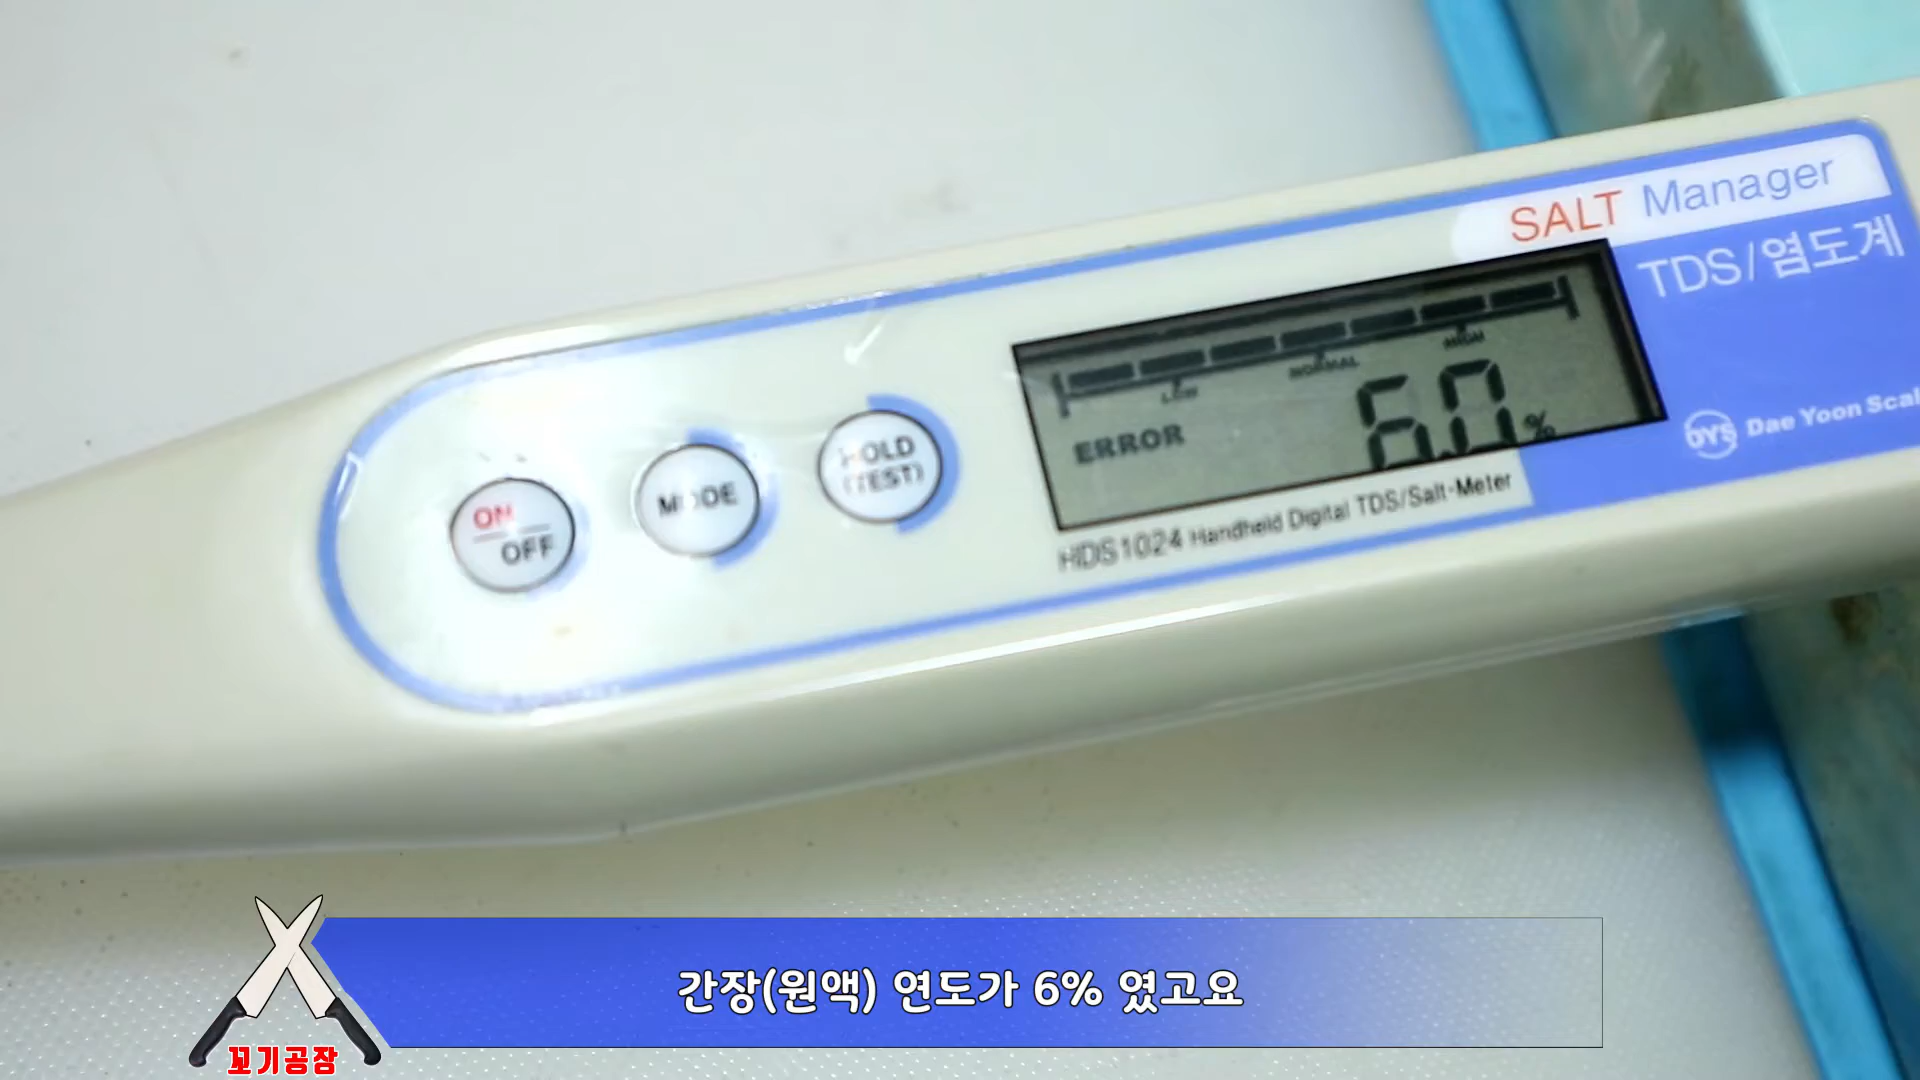 SALT Manager
TDS/염도계
LOW
NORMAL
HIGH
ERROR
6.0 %
DYS Dae Yoon Scal
ON
OFF
MODE
HOLD
(TEST)
HDS1024 Handheld Digital TDS/Salt-Meter
간장(원액) 연도가 6% 였고요
꼬기공장